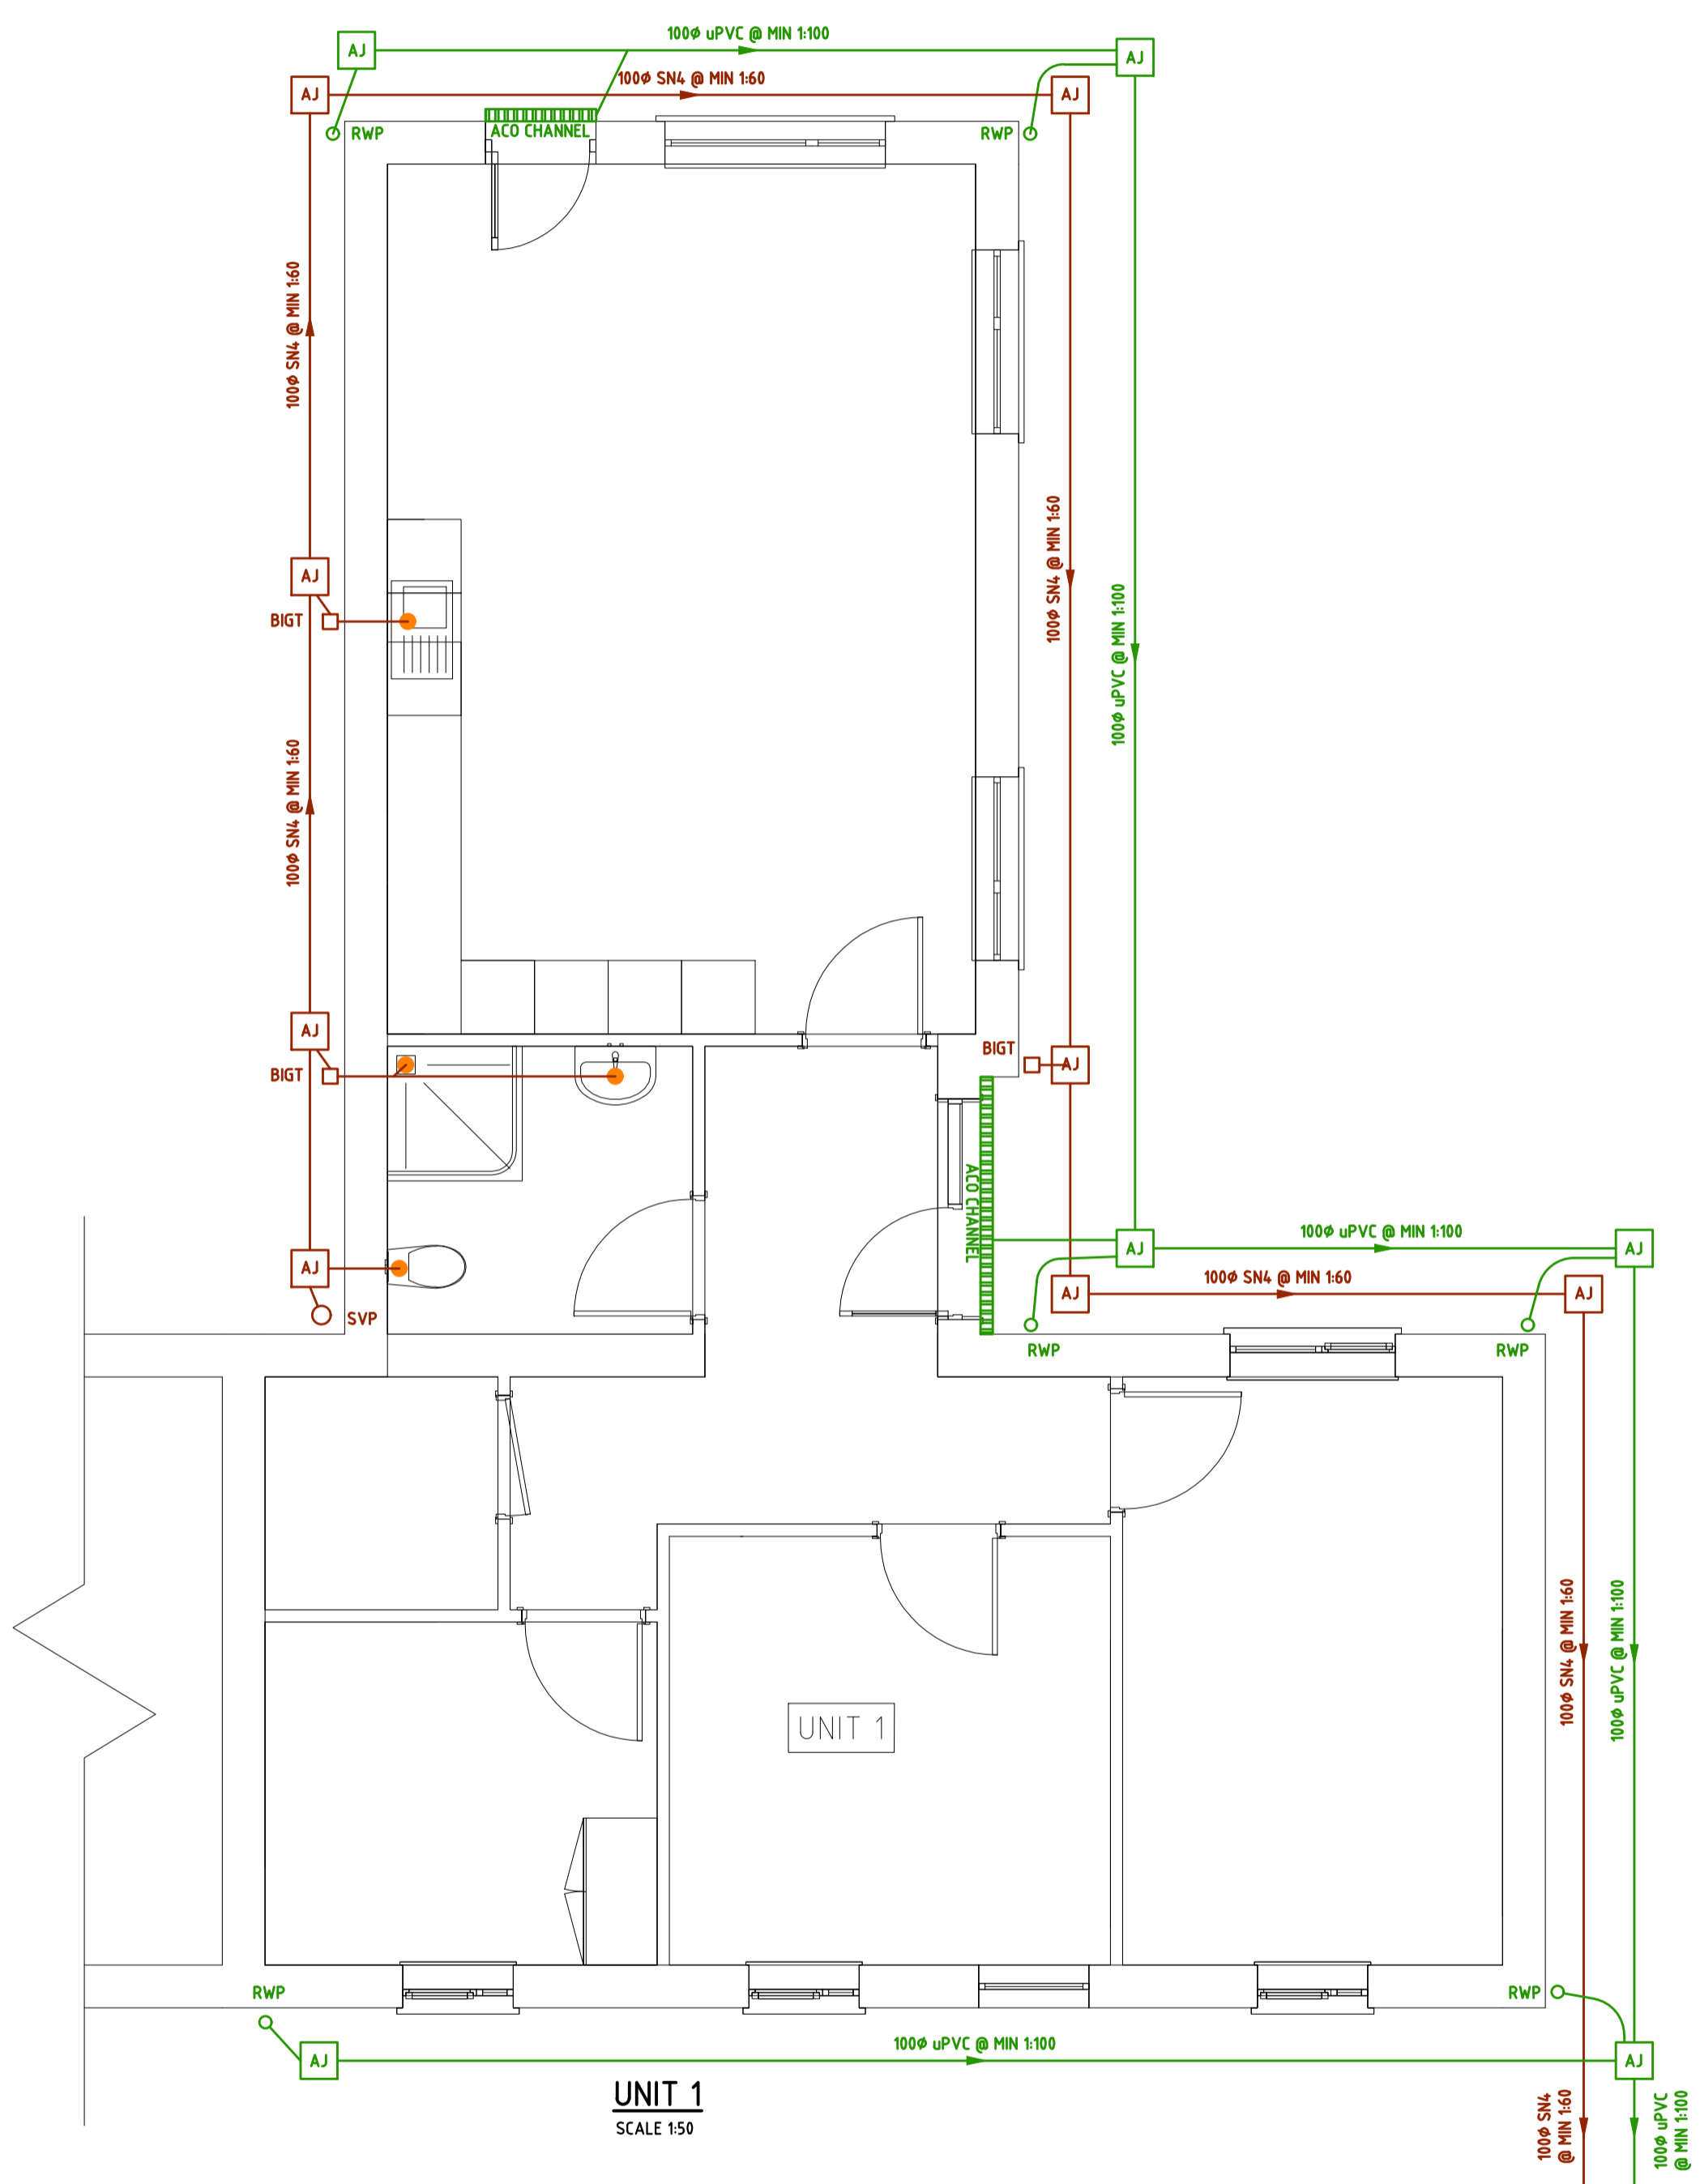 100Ø uPVC @ MIN 1:100
AJ
AJ
100Ø SN4 @ MIN 1:60
AJ
AJ
RWP
ACO CHANNEL
RWP
100Ø SN4 @ MIN 1:60
100Ø SN4 @ MIN 1:60
AJ
BIGT
100Ø uPVC @ MIN 1:100
100Ø SN4 @ MIN 1:60
AJ
BIGT
BIGT
AJ
ACO CHANNEL
100Ø uPVC @ MIN 1:100
AJ
AJ
AJ
100Ø SN4 @ MIN 1:60
AJ
AJ
SVP
RWP
RWP
100Ø SN4 @ MIN 1:60
100Ø uPVC @ MIN 1:100
UNIT 1
RWP
RWP
100Ø uPVC @ MIN 1:100
AJ
AJ
UNIT 1
SCALE 1:50
100Ø SN4
@ MIN 1:60
100Ø uPVC
@ MIN 1:100